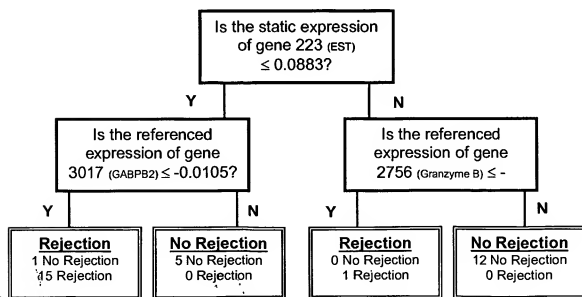 Is the static expression
of gene 223 (EST)
≤ 0.0883?
Y
N
Is the referenced
expression of gene
3017 (GABPB2) ≤ -0.0105?
Is the referenced
expression of gene
2756 (Granzyme B) ≤ -
Y
N
Y
N
Rejection
1 No Rejection
15 Rejection
No Rejection
5 No Rejection
0 Rejection
Rejection
0 No Rejection
1 Rejection
No Rejection
12 No Rejection
0 Rejection